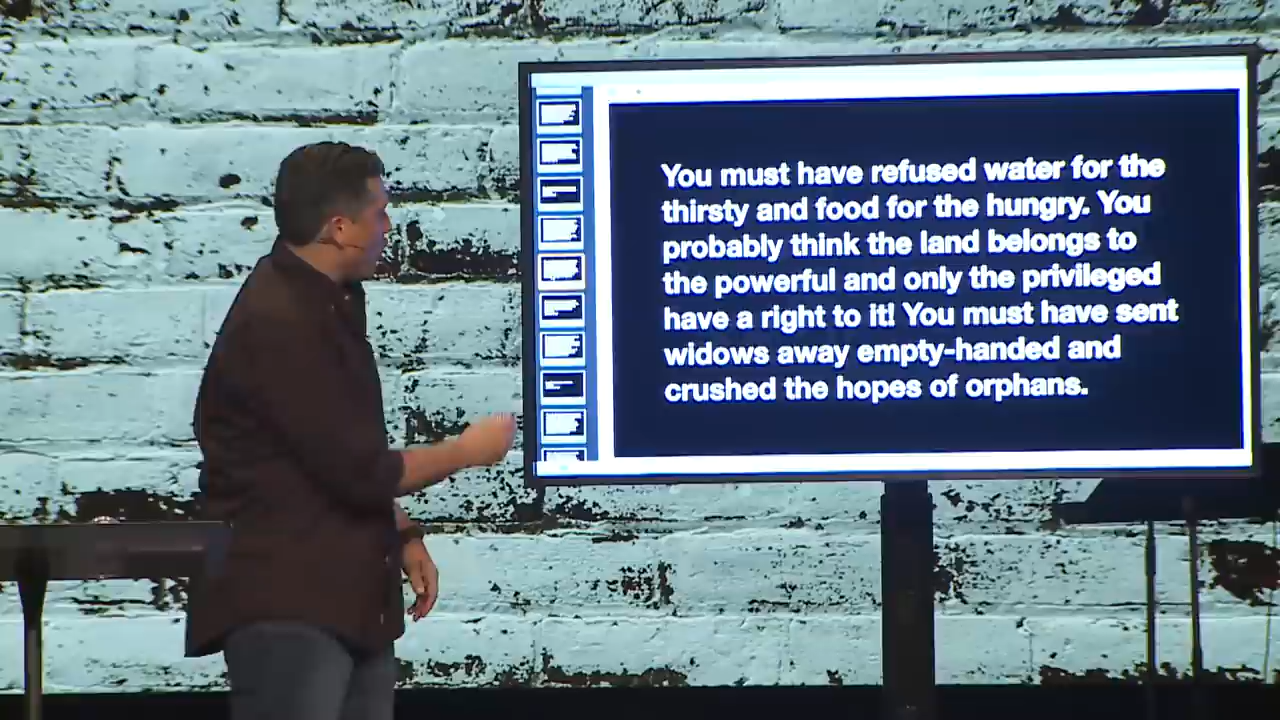 You must have refused water for the
thirsty and food for the hungry. You
probably think the land belongs to
the powerful and only the privileged
have a right to it! You must have sent
widows away empty-handed and
crushed the hopes of orphans.